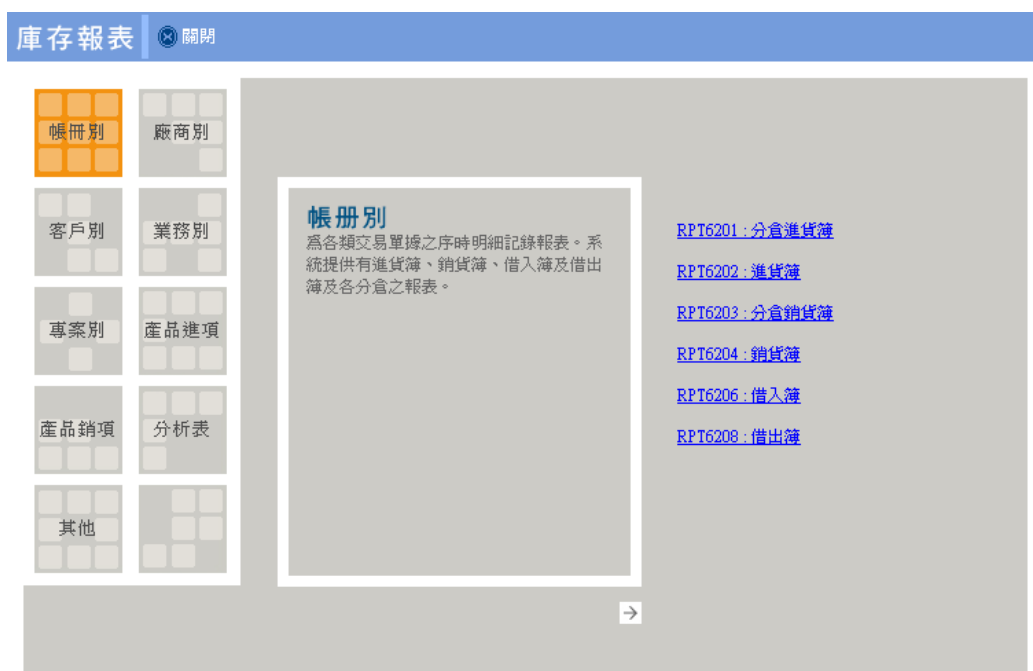 庫存報表 關閉
帳冊別 廠商別
客戶別 業務別
專案別 產品進項
產品銷項 分析表
其他
帳冊別
為各類交易單據之序時明細記錄報表。系
統提供有進貨簿、銷貨簿、借入簿及借出
簿及各分倉之報表。
RPT6201 : 分倉進貨簿
RPT6202 : 進貨簿
RPT6203 : 分倉銷貨簿
RPT6204 : 銷貨簿
RPT6206 : 借入簿
RPT6208 : 借出簿